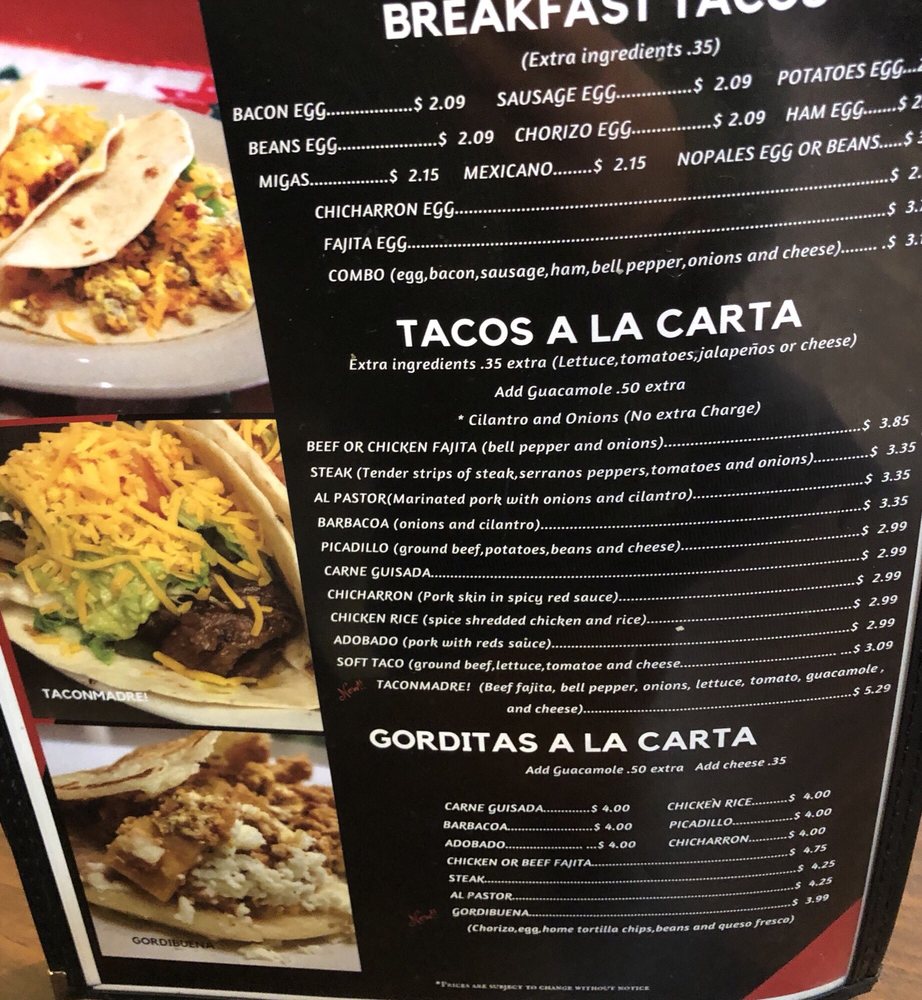 BREAKFAST TACOS
(Extra ingredients .35)
BACON EGG.................$ 2.09 SAUSAGE EGG...............$ 2.09 POTATOES EGG...
BEANS EGG.....................$ 2.09 CHORIZO EGG................$ 2.09 HAM EGG.......$
MIGAS................$ 2.15 MEXICANO........$ 2.15 NOPALES EGG OR BEANS.....$
CHICHARRON EGG..........................................................$ 2.
FAJITA EGG..........................................................$ 3.
COMBO (egg,bacon,sausage,ham,bell pepper,onions and cheese)....... .$ 3.
TACOS A LA CARTA
Extra ingredients .35 extra (Lettuce,tomatoes,jalapeños or cheese)
Add Guacamole .50 extra
* Cilantro and Onions (No extra Charge)
BEEF OR CHICKEN FAJITA (bell pepper and onions)..........................$ 3.85
STEAK (Tender strips of steak,serranos peppers,tomatoes and onions)............$ 3.35
AL PASTOR(Marinated pork with onions and cilantro)..........................$ 3.35
BARBACOA (onions and cilantro)..........................................$ 3.35
PICADILLO (ground beef,potatoes,beans and cheese)..........................$ 2.99
CARNE GUISADA..........................................................$ 2.99
CHICHARRON (Pork skin in spicy red sauce)..........................$ 2.99
CHICKEN RICE (spice shredded chicken and rice)..........................$ 2.99
ADOBADO (pork with reds sauce)..........................................$ 2.99
SOFT TACO (ground beef,lettuce,tomatoe and cheese.......................... ...$ 3.09
New!! TACONMADRE! (Beef fajita, bell pepper, onions, lettuce, tomato, guacamole ,
and cheese)..........................................................$ 5.29
TACONMADRE!
GORDITAS A LA CARTA
Add Guacamole .50 extra Add cheese .35
CARNE GUISADA............$ 4.00 CHICKEN RICE.........$ 4.00
BARBACOA.....................$ 4.00 PICADILLO...............$ 4.00
ADOBADO..................... ...$ 4.00 CHICHARRON..........$ 4.00
CHICKEN OR BEEF FAJITA..........................................$ 4.75
STEAK..........................................................$ 4.25
AL PASTOR..........................................................$ 4.25
New!! GORDIBUENA..........................................................$ 3.99
(Chorizo,egg,home tortilla chips,beans and queso fresco)
GORDIBUENA
*PRICES ARE SUBJECT TO CHANGE WITHOUT NOTICE